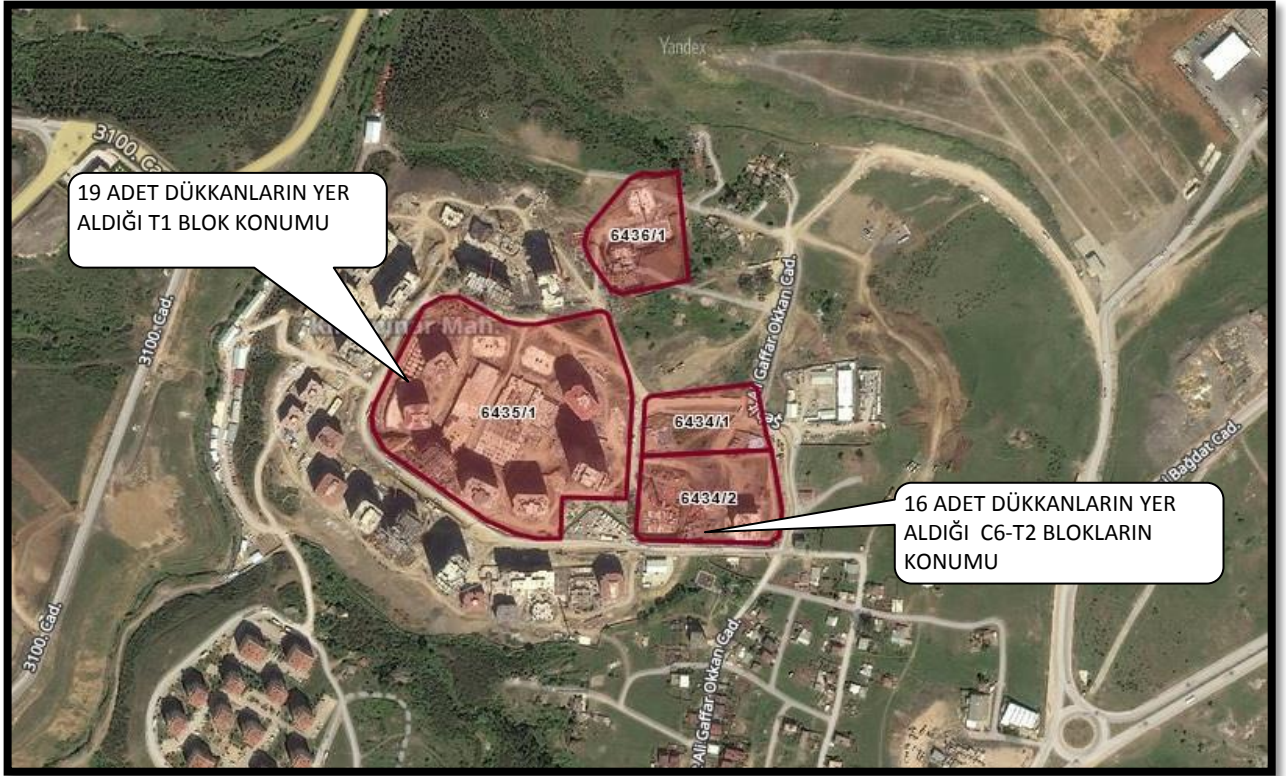 Yandex
3100. Ca
19 ADET DÜKKANLARIN YER
ALDIĞI T1 BLOK KONUMU
6436/1
Ali Gaffar Okkan Cad.
3100. Cad.
Mah.
6435/1
6434/1
Bağdat Cad.
6434/2
16 ADET DÜKKANLARIN YER
ALDIĞI C6-T2 BLOKLARIN
KONUMU
3100. Cad.
Ali Gaffar Okkan Cad.